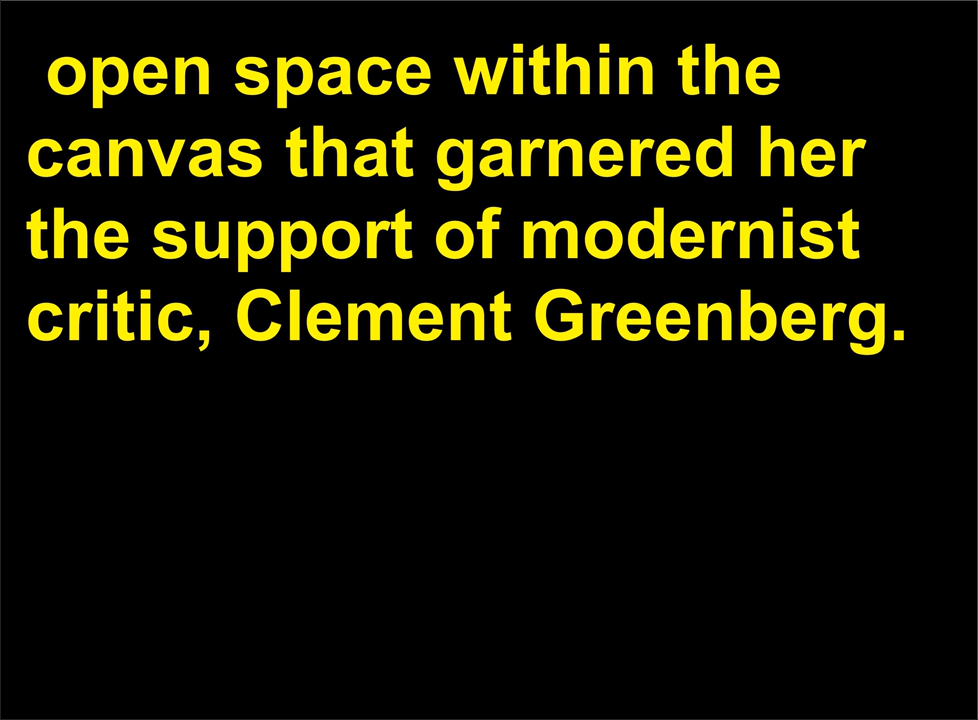 open space within the
canvas that garnered her
the support of modernist
critic, Clement Greenberg.